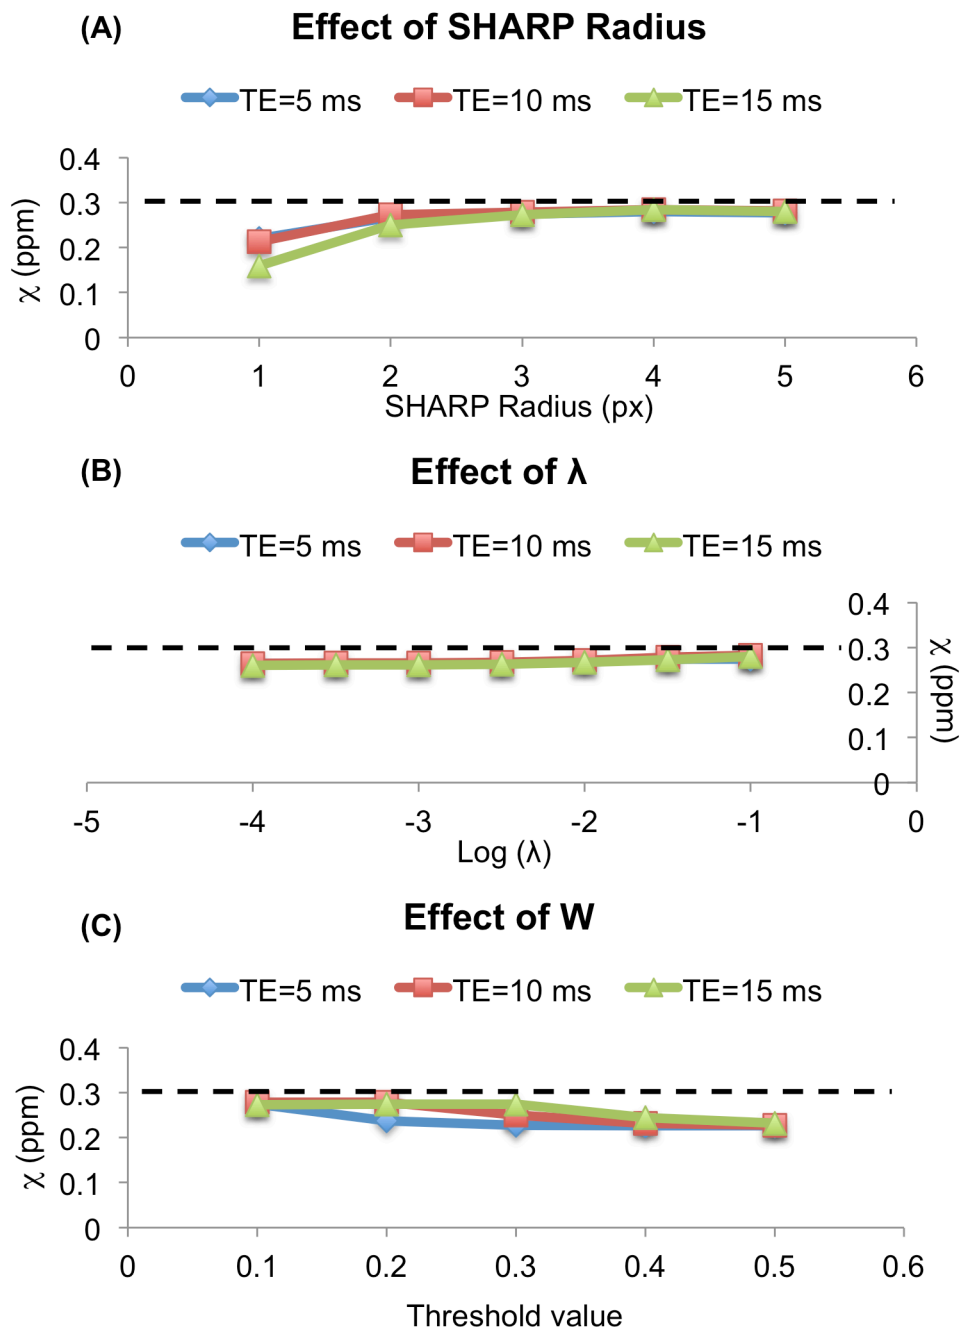 (A) Effect of SHARP Radius
TE=5 ms TE=10 ms TE=15 ms
0.4
0.3
0.2
0.1
0
χ (ppm)
0 1 2 3 4 5 6
SHARP Radius (px)
(B) Effect of λ
TE=5 ms TE=10 ms TE=15 ms
0.4
0.3
0.2
0.1
0
χ (ppm)
-5 -4 -3 -2 -1 0
Log (λ)
(C) Effect of W
TE=5 ms TE=10 ms TE=15 ms
0.4
0.3
0.2
0.1
0
χ (ppm)
0 0.1 0.2 0.3 0.4 0.5 0.6
Threshold value